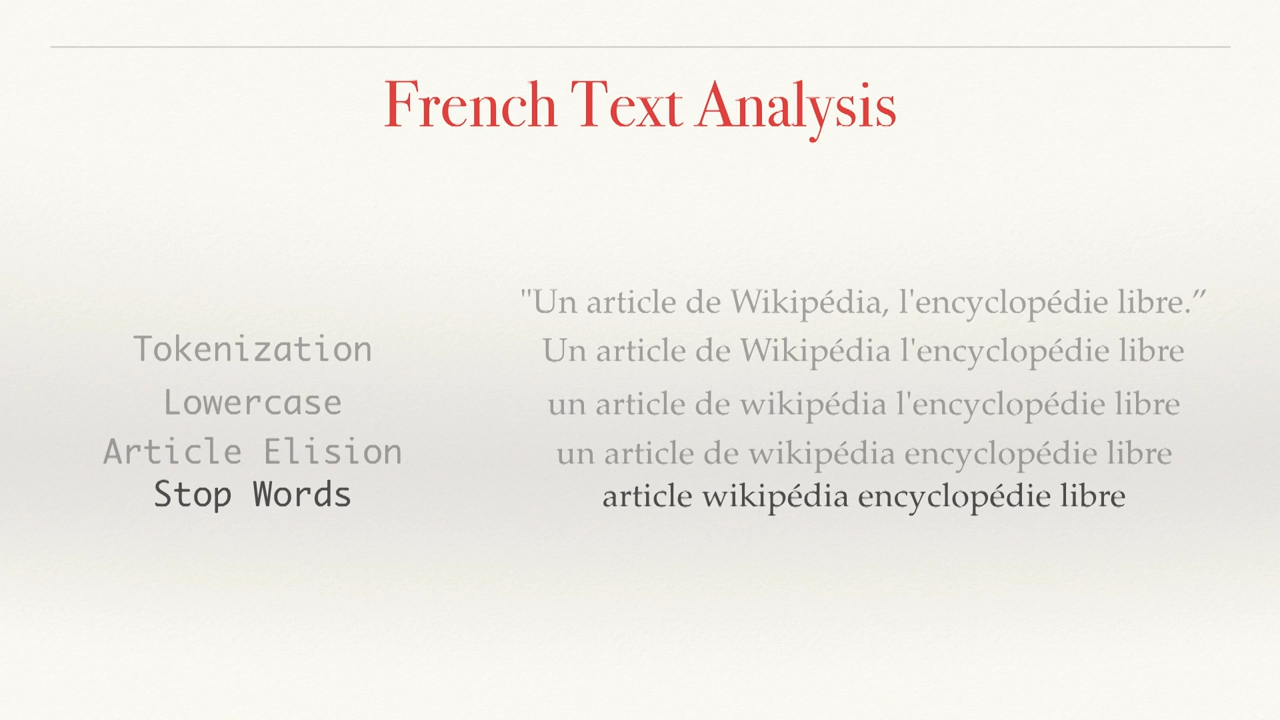 French Text Analysis
"Un article de Wikipédia, l'encyclopédie libre.”
Tokenization Un article de Wikipédia l'encyclopédie libre
Lowercase un article de wikipédia l'encyclopédie libre
Article Elision un article de wikipédia encyclopédie libre
Stop Words article wikipédia encyclopédie libre